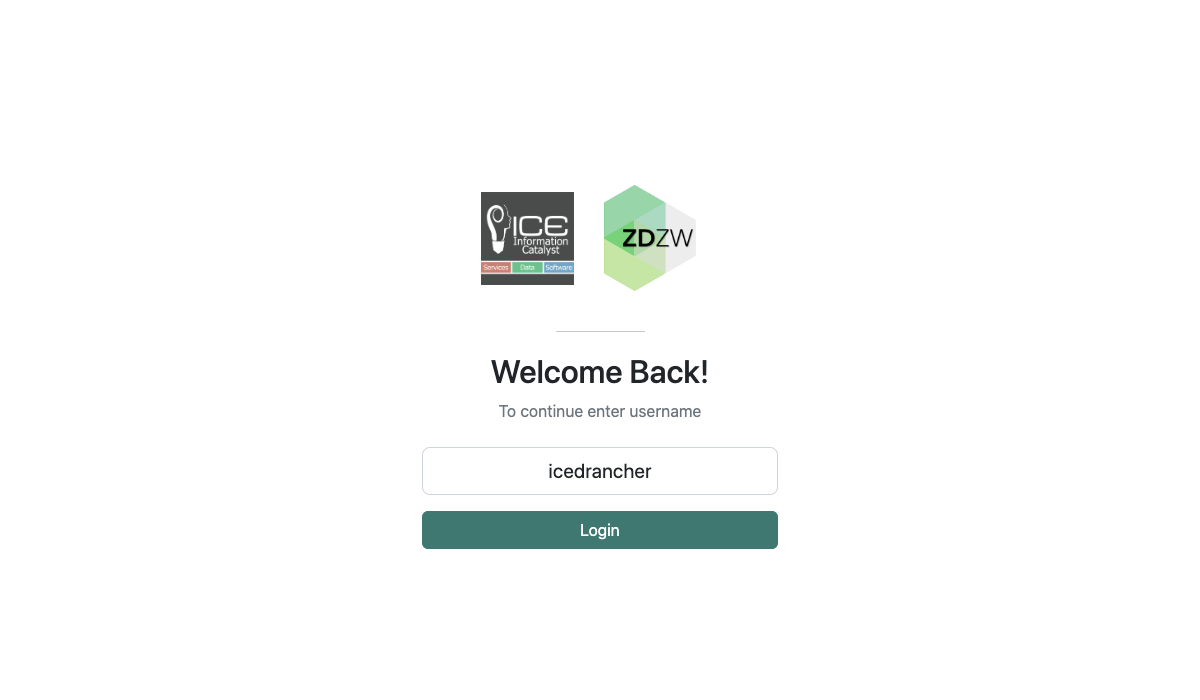 ICE
Information
Catalyst
Services Data Software
ZDZW
Welcome Back!
To continue enter username
icedrancher
Login